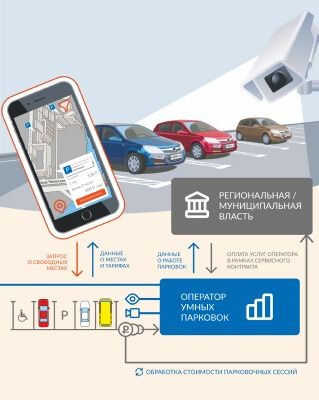 РЕГИОНАЛЬНАЯ /
МУНИЦИПАЛЬНАЯ
ВЛАСТЬ
ЗАПРОС
О СВОБОДНЫХ
МЕСТАХ
ДАННЫЕ
О МЕСТАХ
И ТАРИФАХ
ДАННЫЕ
О РАБОТЕ
ПАРКОВОК
ОПЛАТА УСЛУГ ОПЕРАТОРА
В РАМКАХ СЕРВИСНОГО
КОНТРАКТА
ОПЕРАТОР
УМНЫХ
ПАРКОВОК
P
ОБРАБОТКА СТОИМОСТИ ПАРКОВОЧНЫХ СЕССИЙ